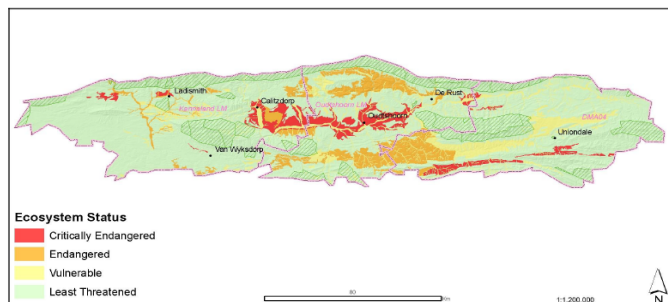 Ladismith
Kannaland LM
Calitzdorp
Oudtshoorn LM
Oudtshoorn
De Rust
DMA04
Uniondale
Van Wyksdorp
Ecosystem Status
Critically Endangered
Endangered
Vulnerable
Least Threatened
80
Km
1:1,200,000
N